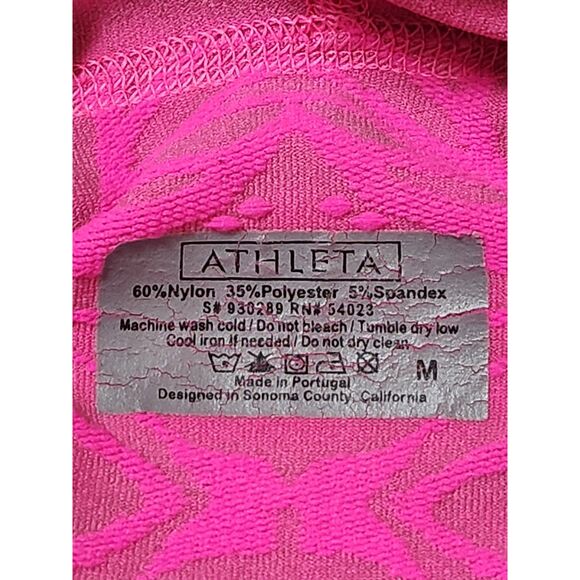 ATHLETA
60%Nylon 35%Polyester 5%Spandex
S# 930289 RN# 54023
Machine wash cold / Do not bleach / Tumble dry low
Cool iron if needed / Do not dry clean
M
Made in Portugal
Designed in Sonoma County, California